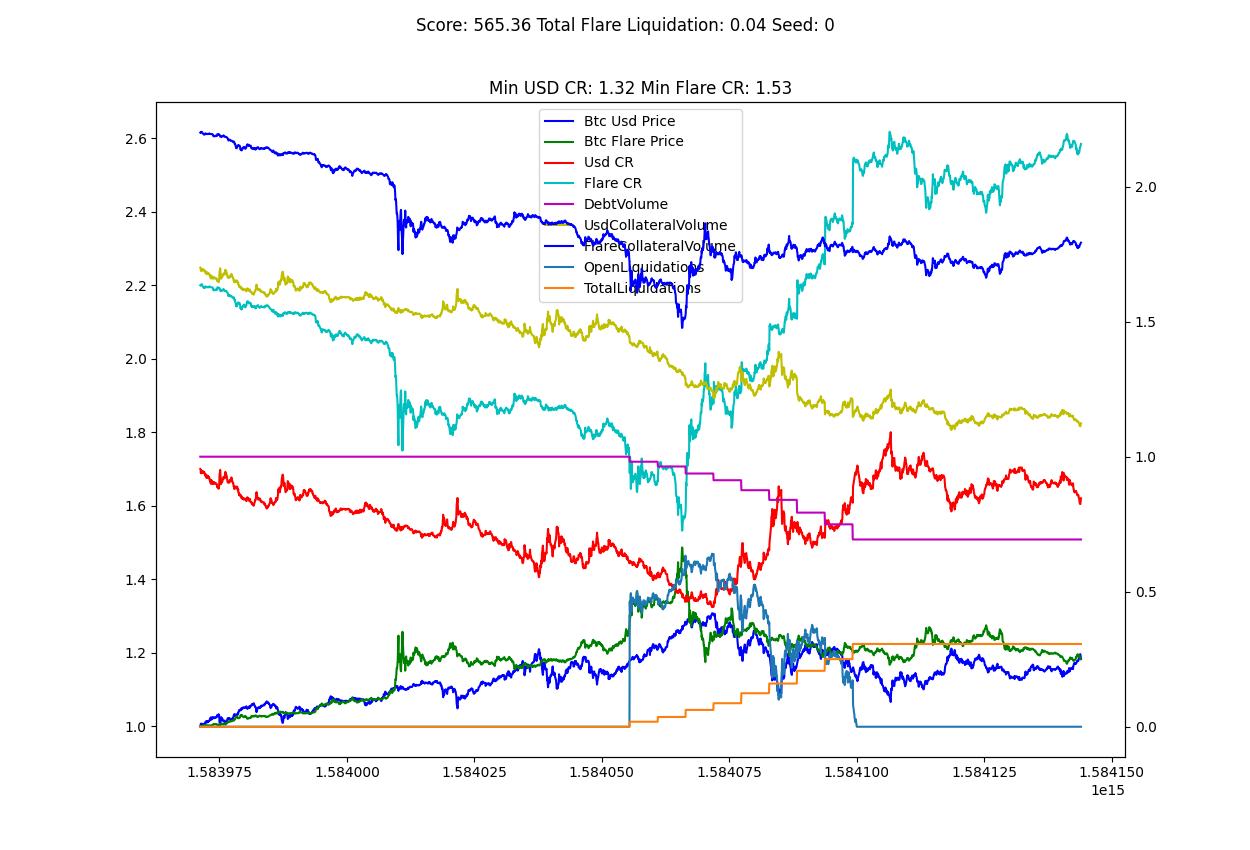 Score: 565.36 Total Flare Liquidation: 0.04 Seed: 0
Min USD CR: 1.32 Min Flare CR: 1.53
Btc Usd Price
Btc Flare Price
Usd CR
Flare CR
DebtVolume
UsdCollateralVolume
FlareCollateralVolume
OpenLiquidations
TotalLiquidations
2.6
2.4
2.2
2.0
1.8
1.6
1.4
1.2
1.0
2.0
1.5
1.0
0.5
0.0
1.583975 1.584000 1.584025 1.584050 1.584075 1.584100 1.584125 1.584150
1e15